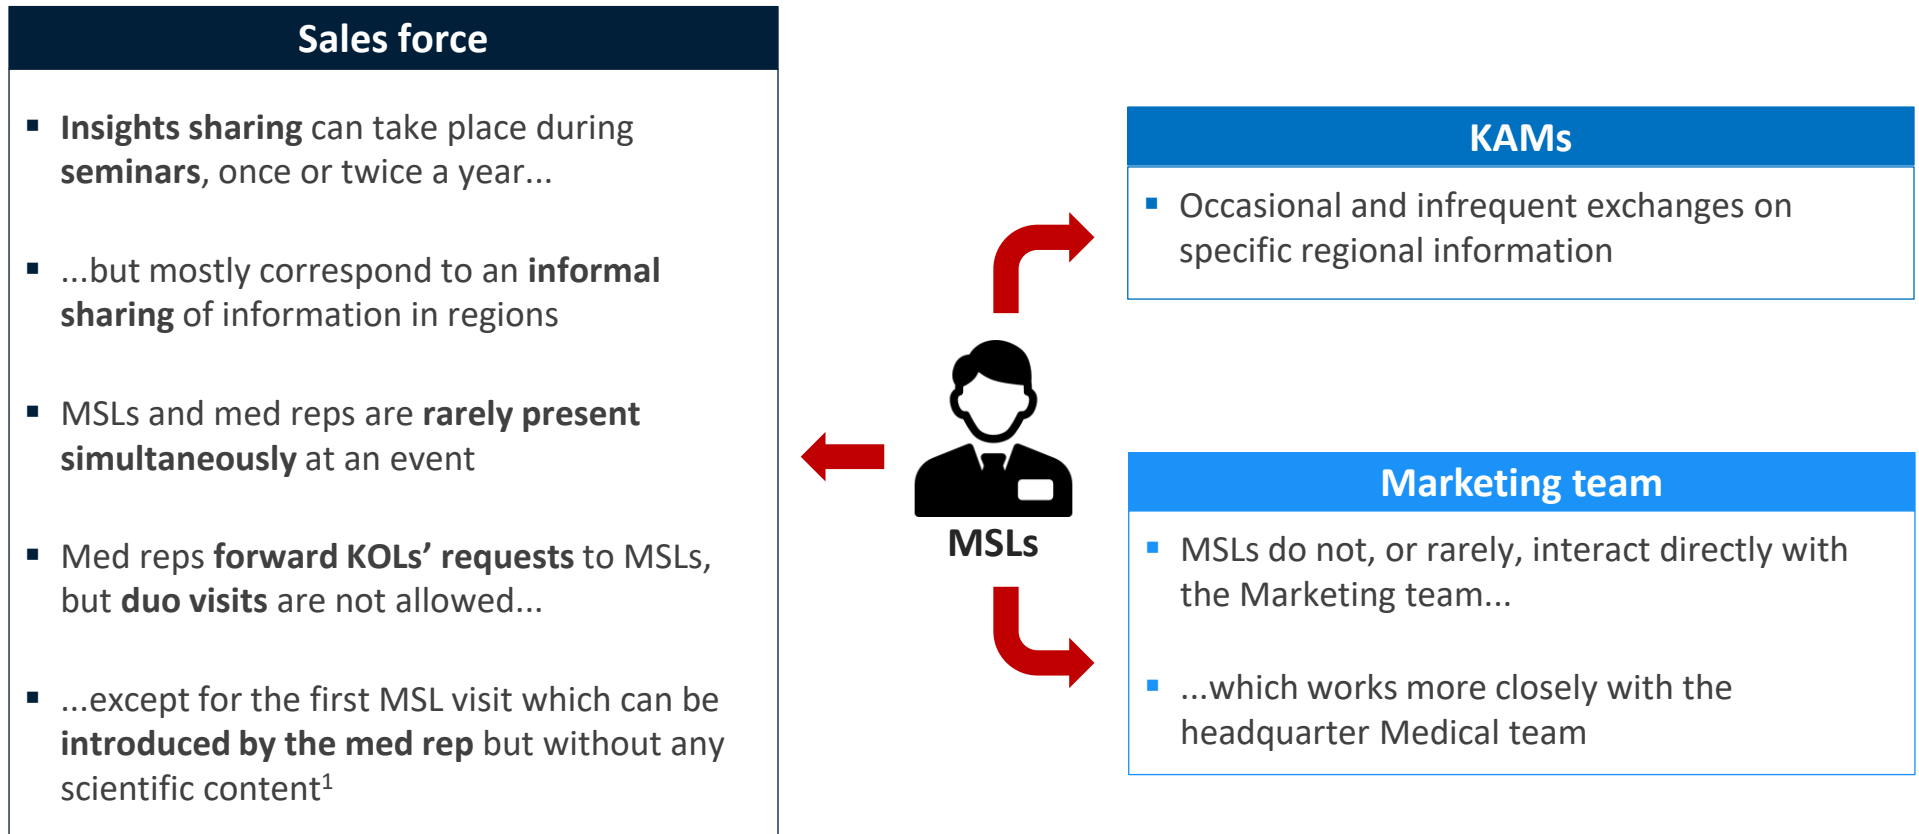 Sales force
▪ Insights sharing can take place during
seminars, once or twice a year...
▪ ...but mostly correspond to an informal
sharing of information in regions
▪ MSLs and med reps are rarely present
simultaneously at an event
▪ Med reps forward KOLs’ requests to MSLs,
but duo visits are not allowed...
▪ ...except for the first MSL visit which can be
introduced by the med rep but without any
scientific content¹
MSLs
KAMs
▪ Occasional and infrequent exchanges on
specific regional information
Marketing team
▪ MSLs do not, or rarely, interact directly with
the Marketing team...
▪ ...which works more closely with the
headquarter Medical team